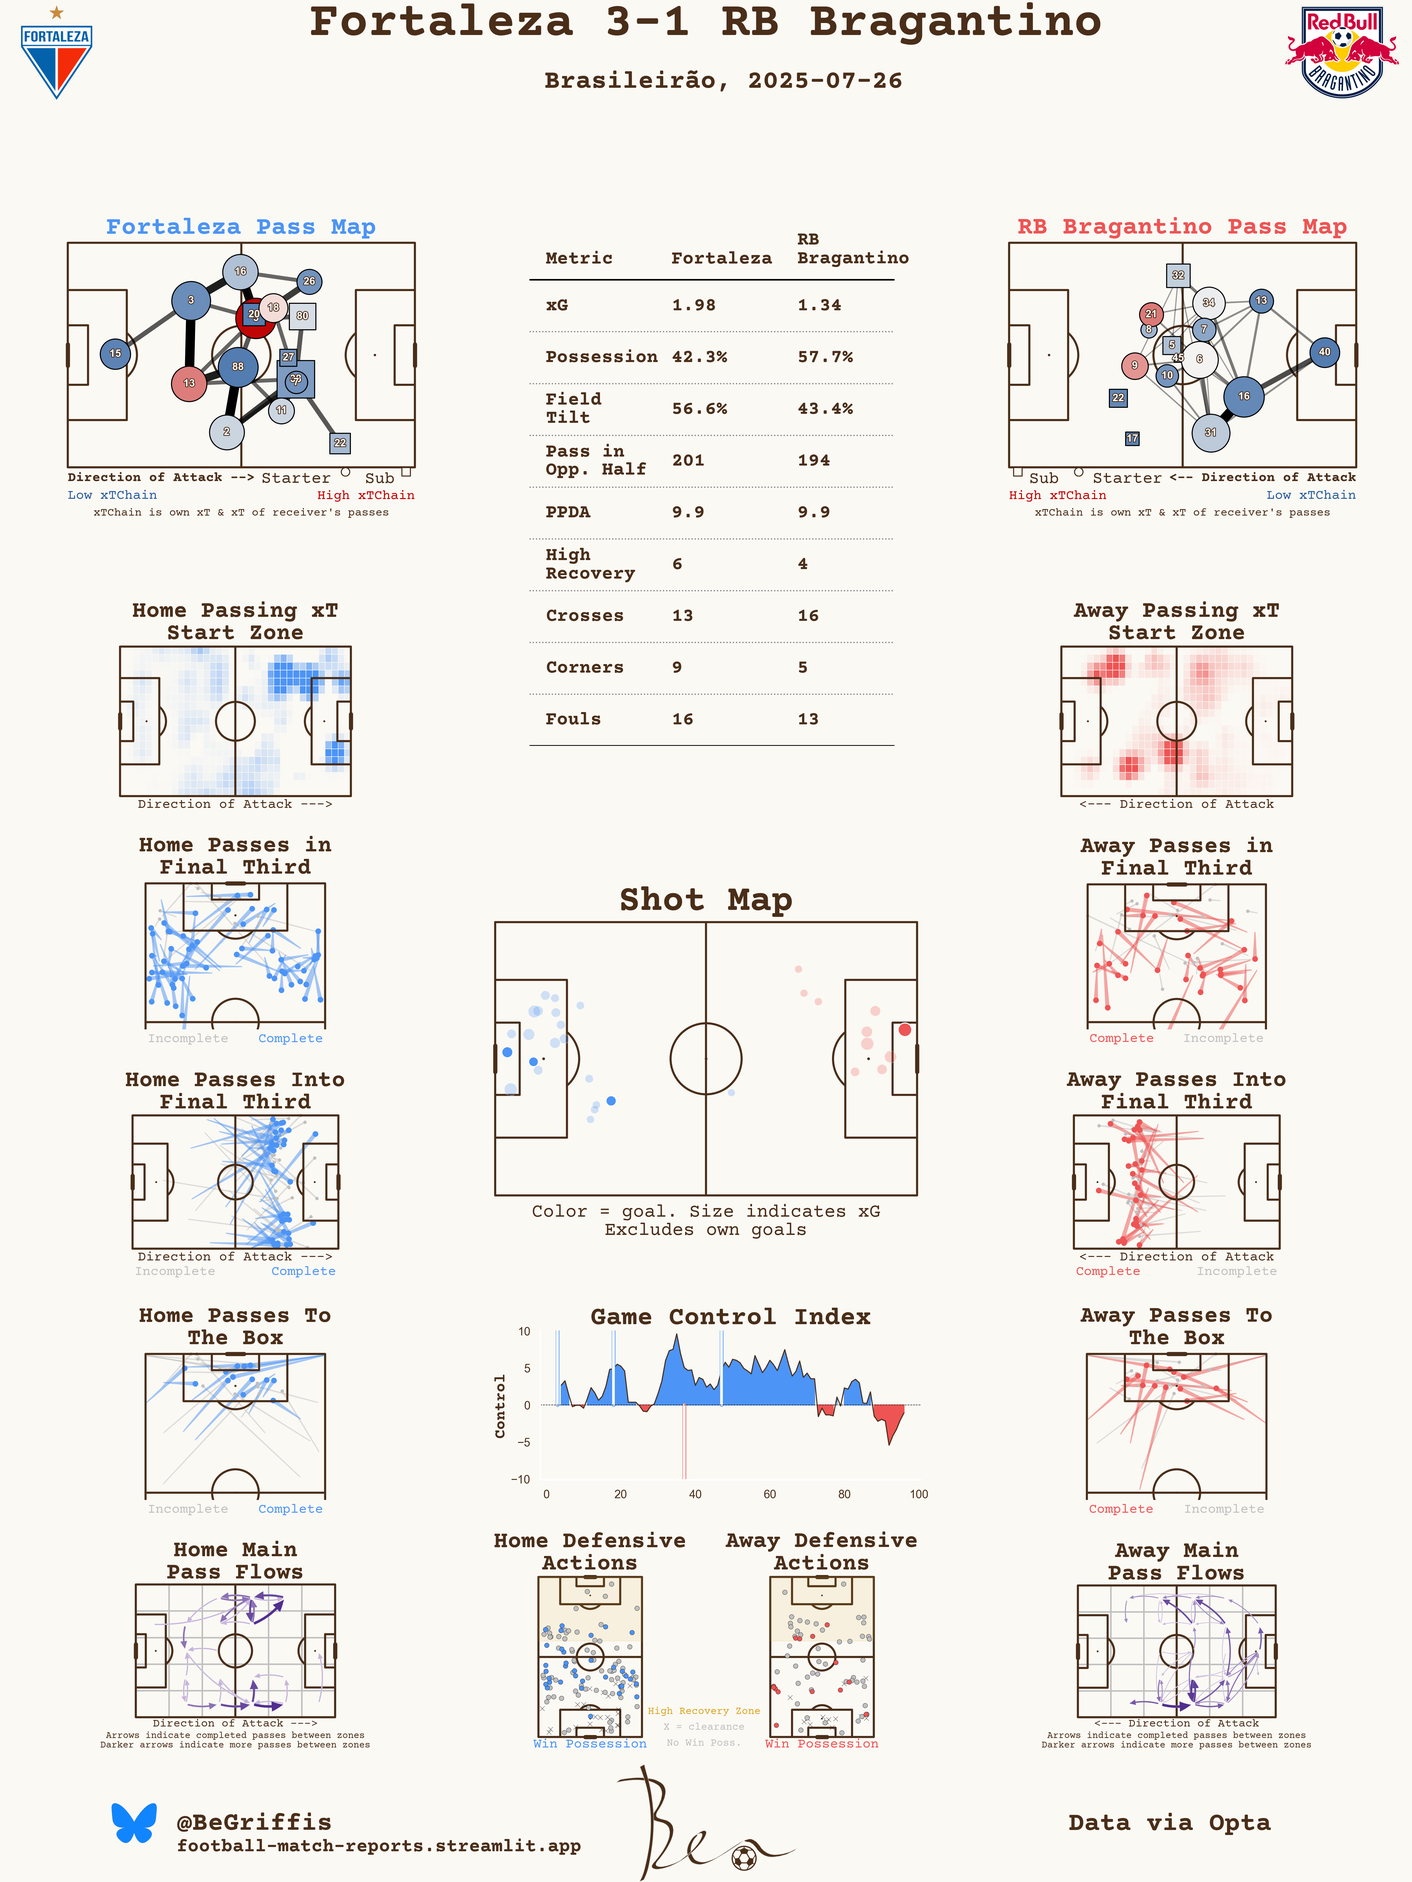 Fortaleza 3-1 RB Bragantino
Brasileirão, 2025-07-26
FORTALEZA
Red Bull
BRAGANTINO
Fortaleza Pass Map
16
26
3
20
18
80
15
27
88
13
7
11
2
22
Direction of Attack --> Starter Sub
Low xTChain High xTChain
xTChain is own xT & xT of receiver's passes
Metric Fortaleza RB Bragantino
xG 1.98 1.34
Possession 42.3% 57.7%
Field Tilt 56.6% 43.4%
Pass in Opp. Half 201 194
PPDA 9.9 9.9
High Recovery 6 4
Crosses 13 16
Corners 9 5
Fouls 16 13
RB Bragantino Pass Map
32
34
13
21
8
7
5
45
6
40
9
10
22
16
31
17
Sub Starter <-- Direction of Attack
High xTChain Low xTChain
xTChain is own xT & xT of receiver's passes
Home Passing xT
Start Zone
Direction of Attack --->
Away Passing xT
Start Zone
<--- Direction of Attack
Home Passes in
Final Third
Incomplete Complete
Away Passes in
Final Third
Complete Incomplete
Shot Map
Color = goal. Size indicates xG
Excludes own goals
Home Passes Into
Final Third
Direction of Attack --->
Incomplete Complete
Away Passes Into
Final Third
<--- Direction of Attack
Complete Incomplete
Game Control Index
Control
10
5
0
−5
−10
0 20 40 60 80 100
Home Passes To
The Box
Incomplete Complete
Away Passes To
The Box
Complete Incomplete
Home Main
Pass Flows
Direction of Attack --->
Arrows indicate completed passes between zones
Darker arrows indicate more passes between zones
Home Defensive
Actions
Win Possession
Away Defensive
Actions
Win Possession
High Recovery Zone
X = clearance
No Win Poss.
Away Main
Pass Flows
<--- Direction of Attack
Arrows indicate completed passes between zones
Darker arrows indicate more passes between zones
@BeGriffis
football-match-reports.streamlit.app
Ben
Data via Opta